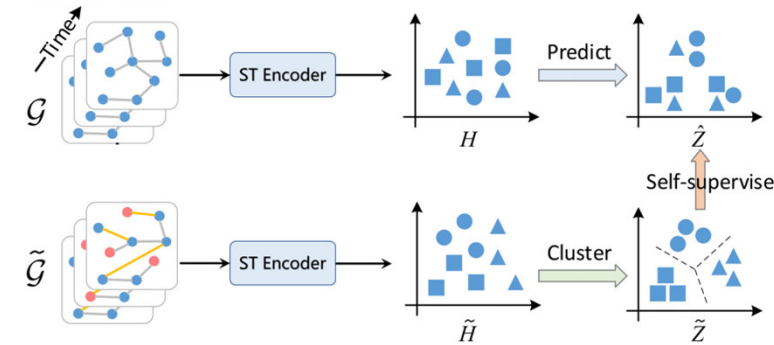 Time
𝒢
ST Encoder
H
Predict
Ẑ
Self-supervise
𝒢̃
ST Encoder
H̃
Cluster
Z̃